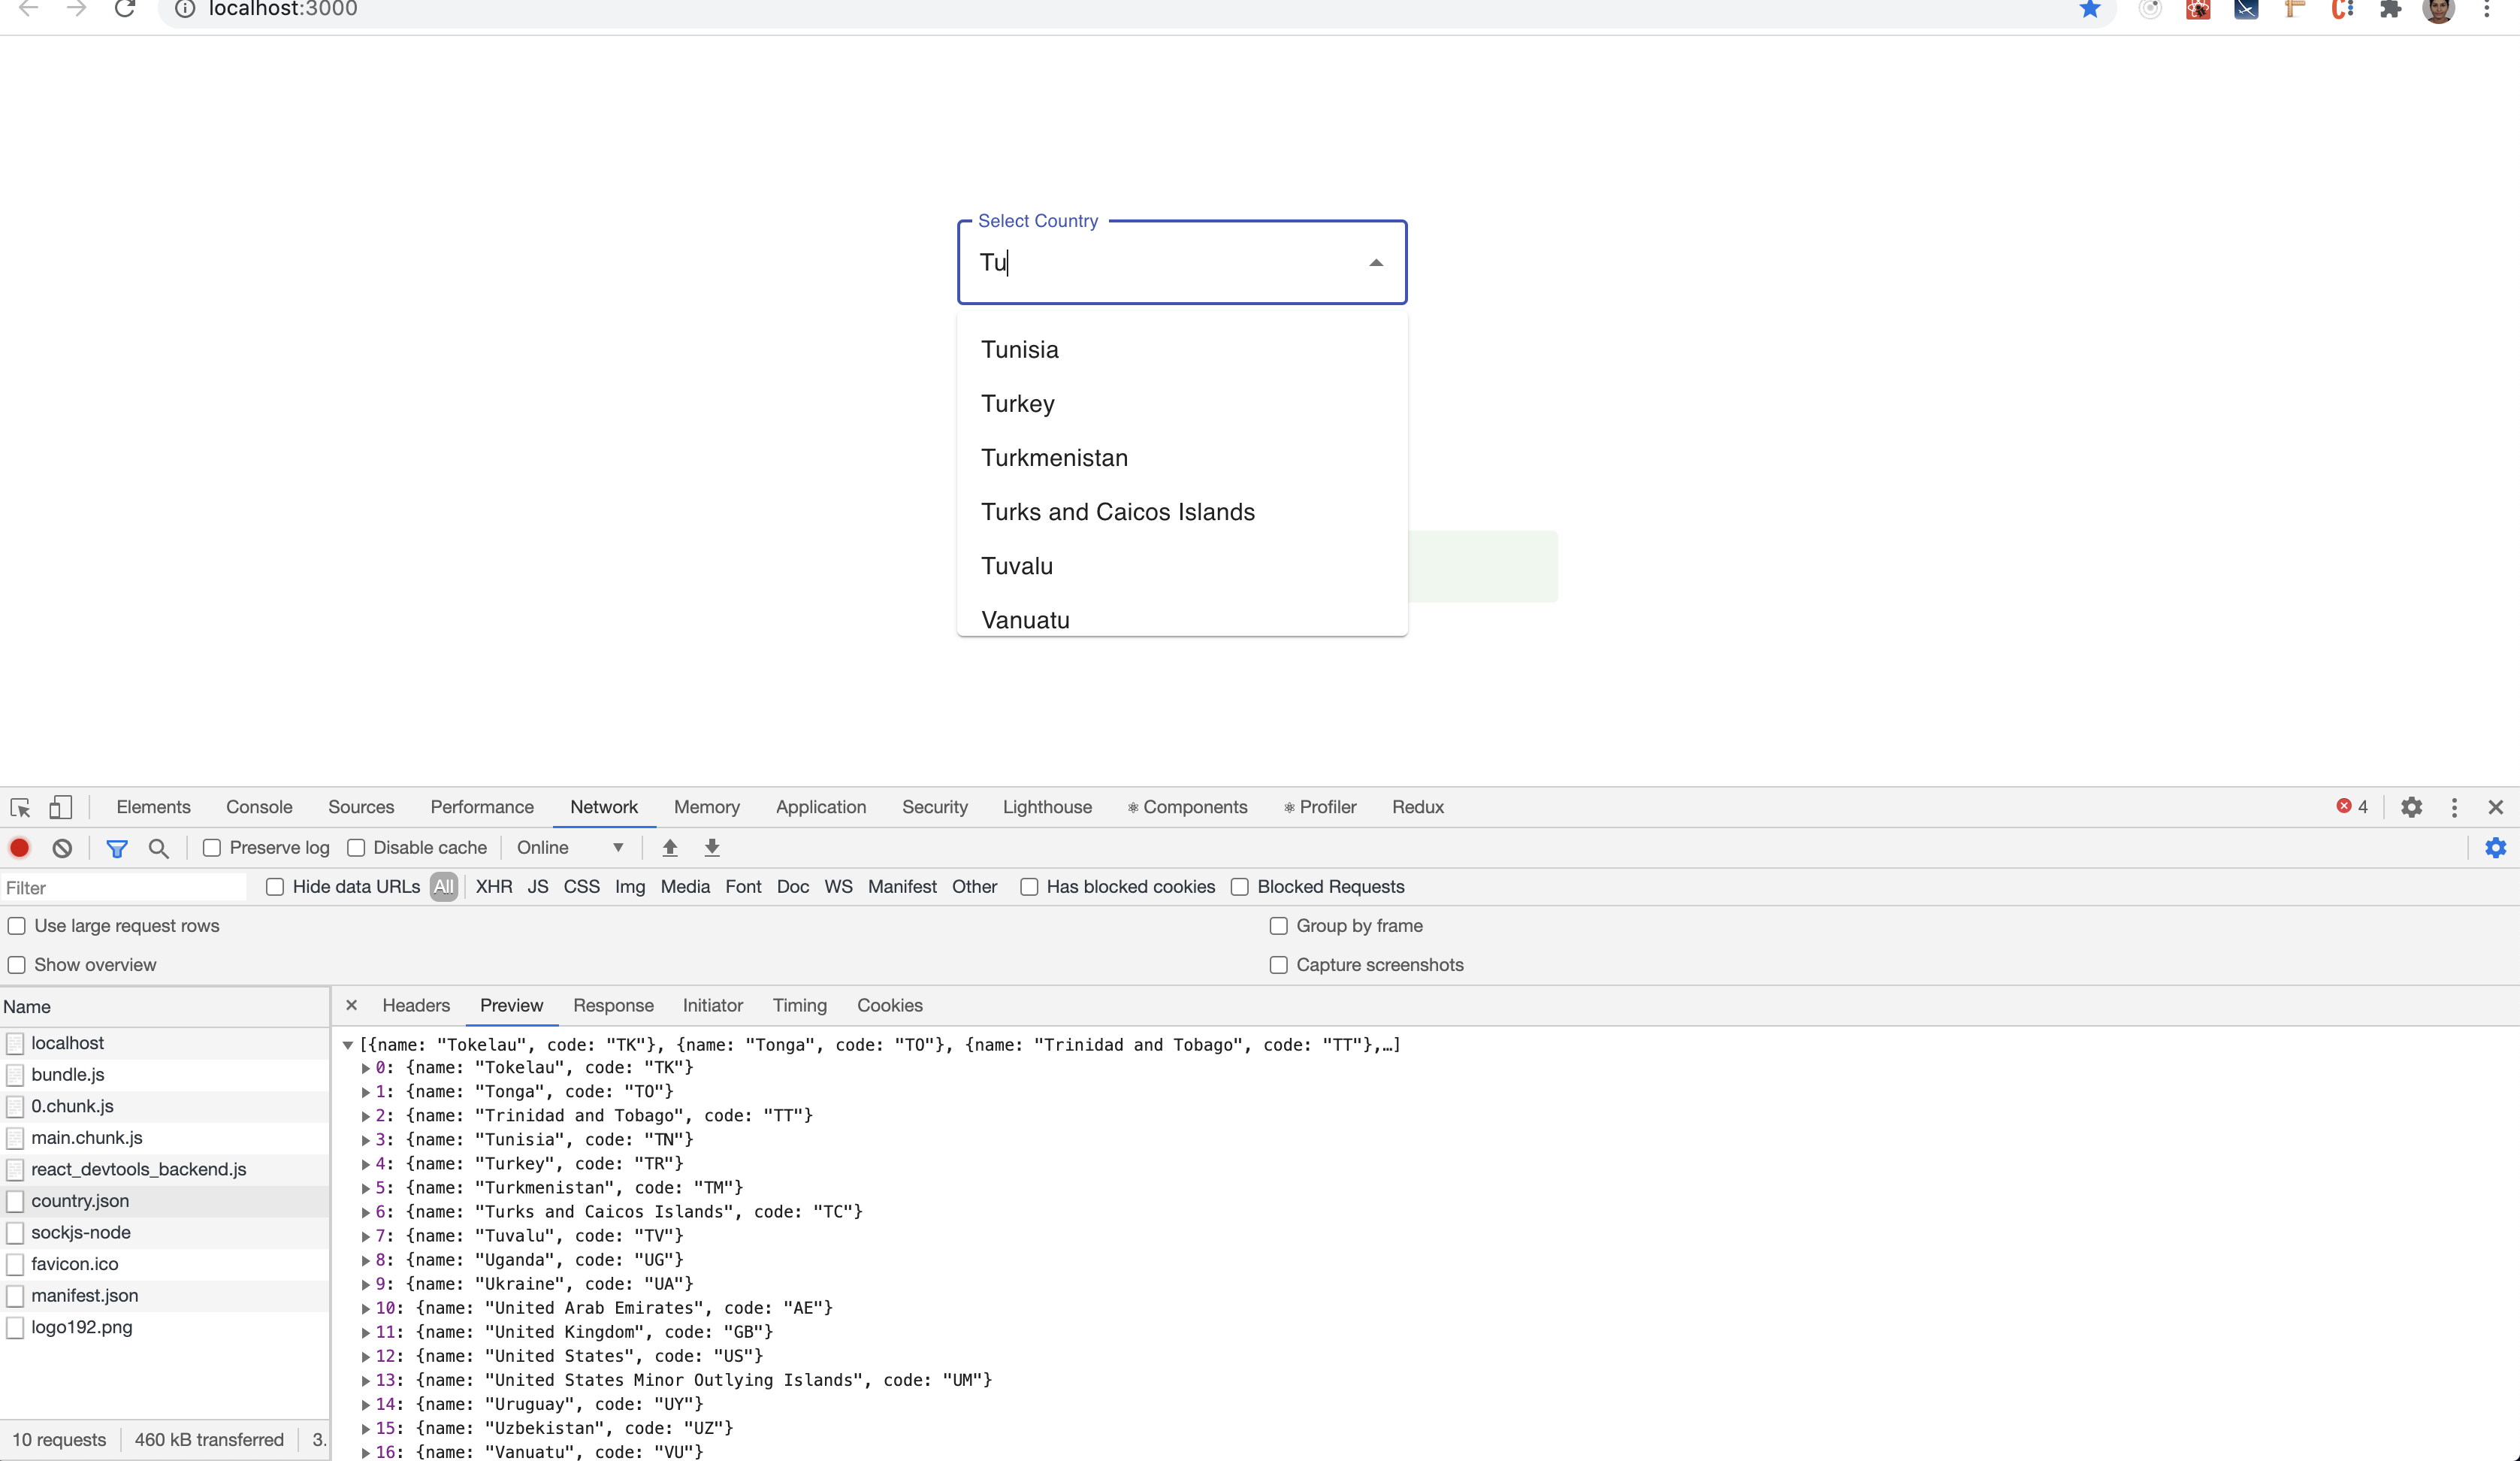 localhost:3000
Select Country
Tu
Tunisia
Turkey
Turkmenistan
Turks and Caicos Islands
Tuvalu
Vanuatu
Elements Console Sources Performance Network Memory Application Security Lighthouse Components Profiler Redux 4
Preserve log Disable cache Online
Filter Hide data URLs All XHR JS CSS Img Media Font Doc WS Manifest Other Has blocked cookies Blocked Requests
Use large request rows Group by frame
Show overview Capture screenshots
Name
localhost
bundle.js
0.chunk.js
main.chunk.js
react_devtools_backend.js
country.json
sockjs-node
favicon.ico
manifest.json
logo192.png
10 requests 460 kB transferred 3.
Headers Preview Response Initiator Timing Cookies
[{name: "Tokelau", code: "TK"}, {name: "Tonga", code: "TO"}, {name: "Trinidad and Tobago", code: "TT"},…]
0: {name: "Tokelau", code: "TK"}
1: {name: "Tonga", code: "TO"}
2: {name: "Trinidad and Tobago", code: "TT"}
3: {name: "Tunisia", code: "TN"}
4: {name: "Turkey", code: "TR"}
5: {name: "Turkmenistan", code: "TM"}
6: {name: "Turks and Caicos Islands", code: "TC"}
7: {name: "Tuvalu", code: "TV"}
8: {name: "Uganda", code: "UG"}
9: {name: "Ukraine", code: "UA"}
10: {name: "United Arab Emirates", code: "AE"}
11: {name: "United Kingdom", code: "GB"}
12: {name: "United States", code: "US"}
13: {name: "United States Minor Outlying Islands", code: "UM"}
14: {name: "Uruguay", code: "UY"}
15: {name: "Uzbekistan", code: "UZ"}
16: {name: "Vanuatu", code: "VU"}